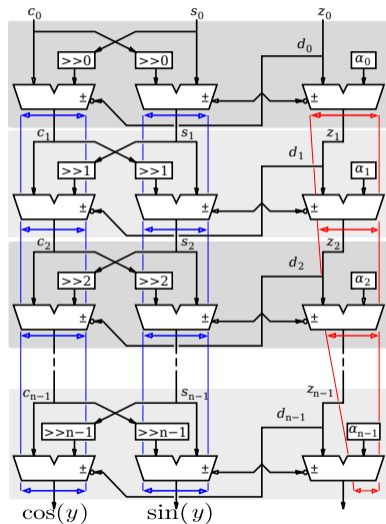 c₀ s₀ z₀
d₀
>>0 >>0 α₀
± ± ±
c₁ s₁ z₁
d₁
>>1 >>1 α₁
± ± ±
c₂ s₂ z₂
d₂
>>2 >>2 α₂
± ± ±
cₙ₋₁ sₙ₋₁ zₙ₋₁
dₙ₋₁
>>n-1 >>n-1 αₙ₋₁
± ± ±
cos(y) sin(y)